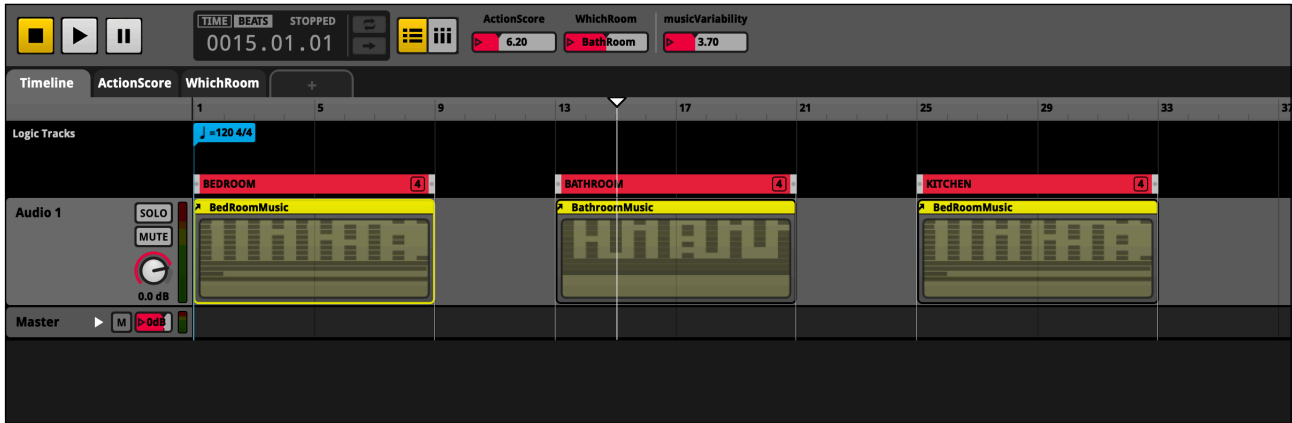 ActionScore WhichRoom musicVariability
TIME BEATS STOPPED
0015.01.01
6.20 BathRoom 3.70
Timeline ActionScore WhichRoom +
1 5 9 13 17 21 25 29 33 37
Logic Tracks
=120 4/4
BEDROOM 4 BATHROOM 4 KITCHEN 4
Audio 1 SOLO
BedRoomMusic BathroomMusic BedRoomMusic
MUTE
0.0 dB
Master M 0dB